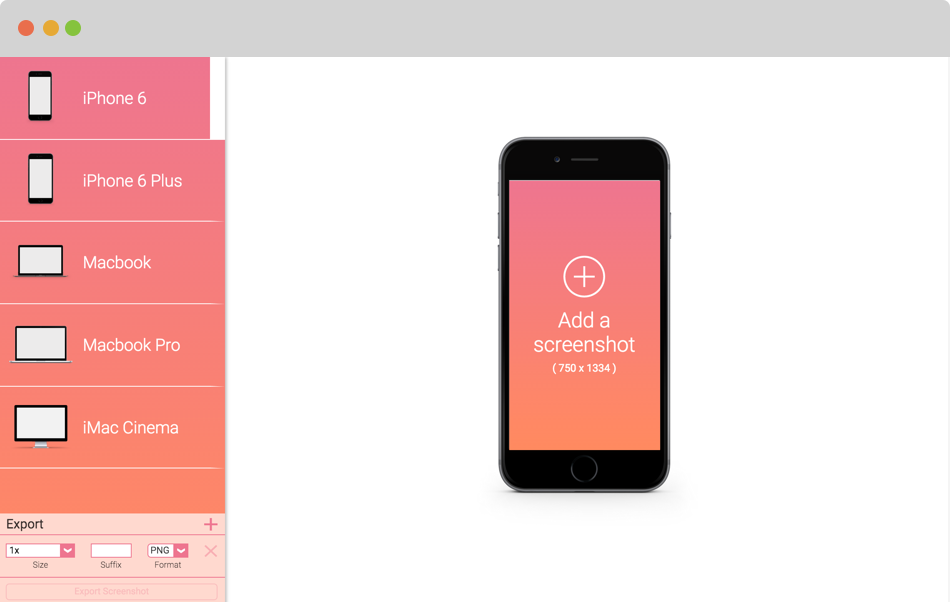 iPhone 6
iPhone 6 Plus
Macbook
Macbook Pro
iMac Cinema
Export
1x
PNG
Size
Suffix
Format
Export Screenshot
Add a
screenshot
( 750 x 1334 )